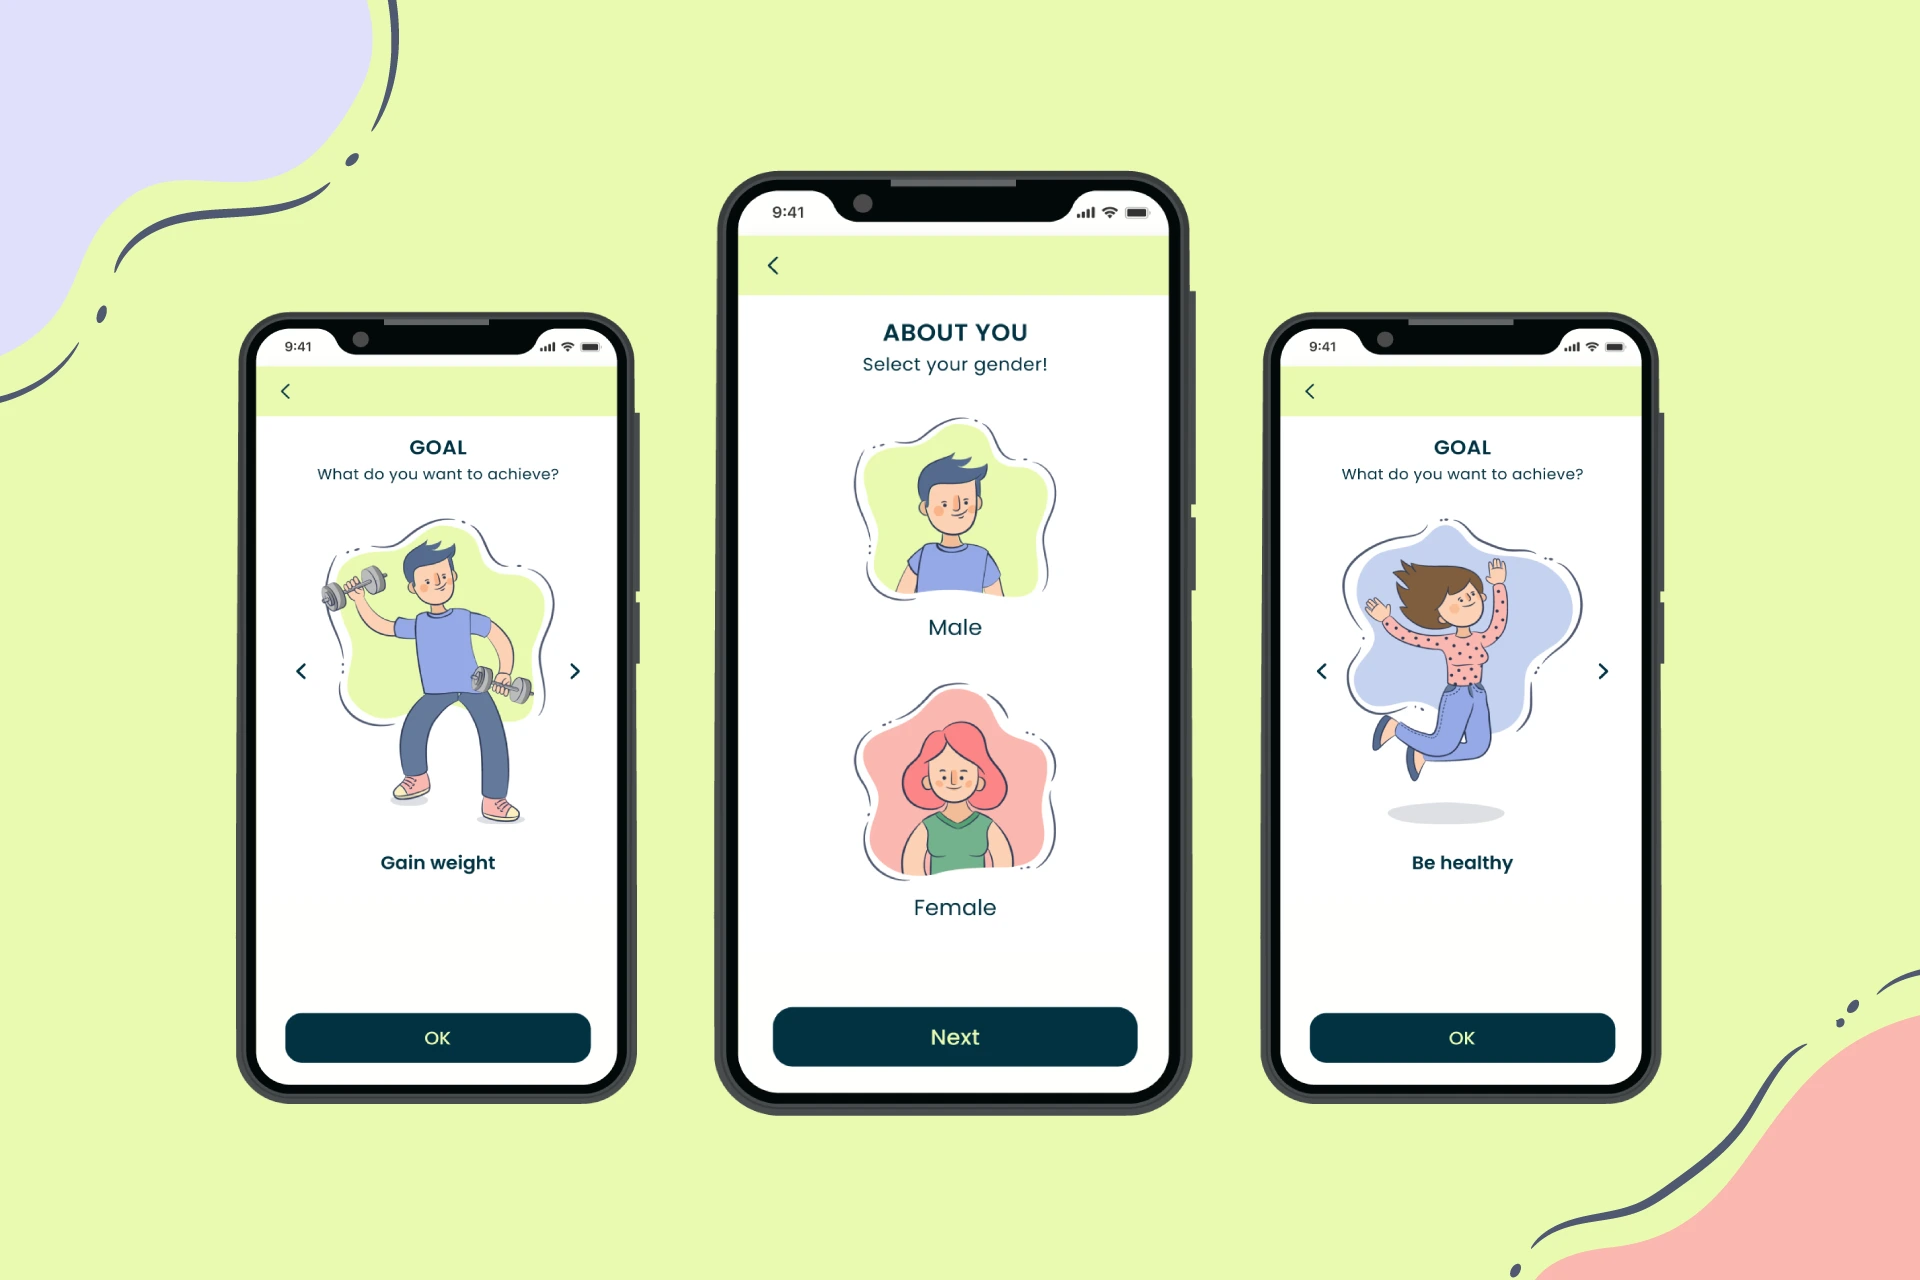 9:41
GOAL
What do you want to achieve?
Gain weight
OK
9:41
ABOUT YOU
Select your gender!
Male
Female
Next
9:41
GOAL
What do you want to achieve?
Be healthy
OK